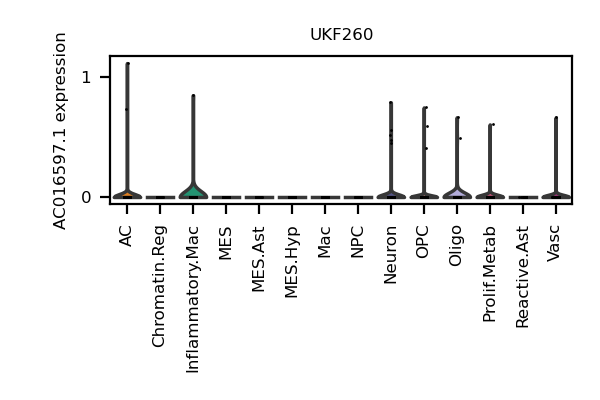 UKF260
AC016597.1 expression
1
0
AC
Chromatin.Reg
Inflammatory.Mac
MES
MES.Ast
MES.Hyp
Mac
NPC
Neuron
OPC
Oligo
Prolif.Metab
Reactive.Ast
Vasc